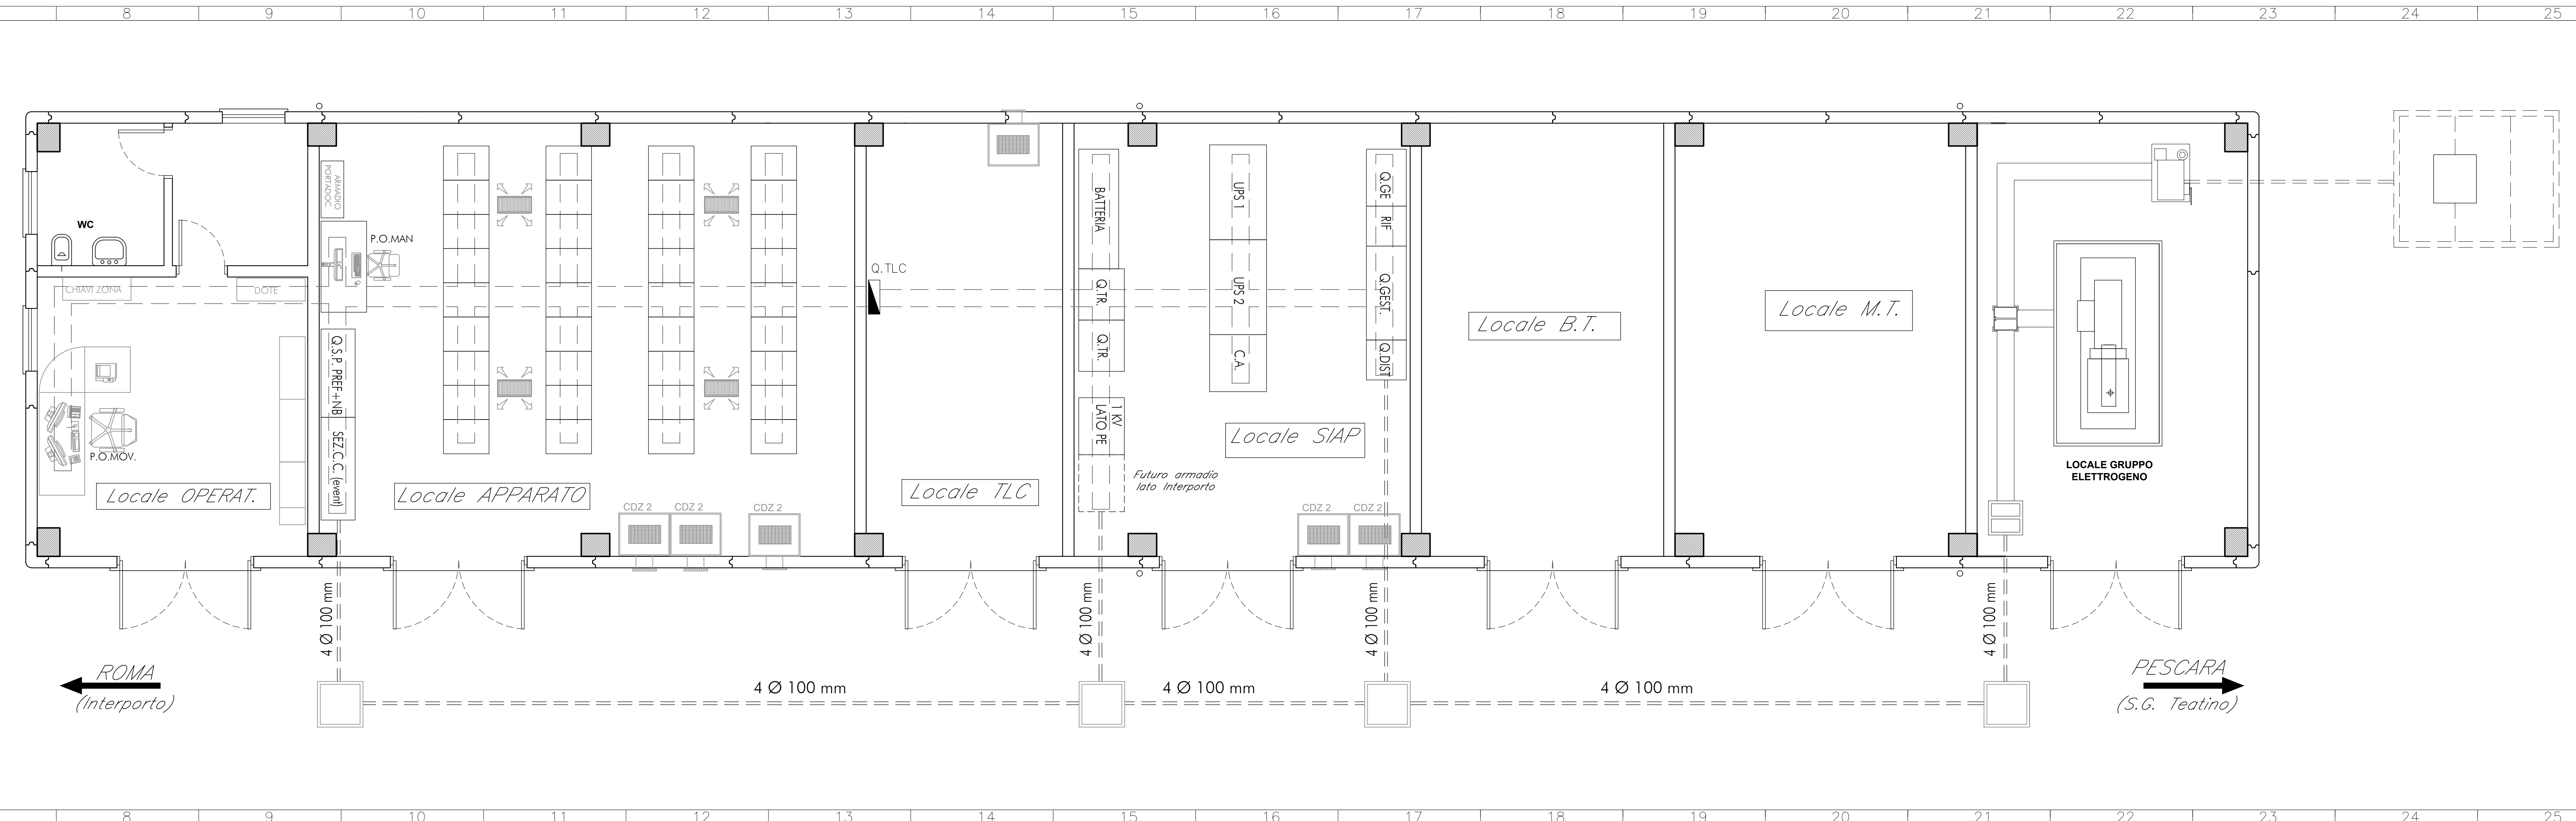 8 9 10 11 12 13 14 15 16 17 18 19 20 21 22 23 24 25
WC
CHIAVI ZONA
DOTE
P.O.MOV.
Locale OPERAT.
ARMADIO
PORTADOC.
P.O.MAN
Q.S.P. PREF+NB
SEZ.C.C. (event)
Locale APPARATO
CDZ 2
CDZ 2
CDZ 2
Q.TLC
Locale TLC
BATTERIA
Q.TR.
Q.TR.
1 KV
LATO PE
Futuro armadio
lato Interporto
UPS 1
UPS 2
C.A.
Locale SIAP
Q.GE
RIF
Q.GEST.
Q.DIST
CDZ 2
CDZ 2
Locale B.T.
Locale M.T.
LOCALE GRUPPO
ELETTROGENO
4 Ø 100 mm
4 Ø 100 mm
4 Ø 100 mm
4 Ø 100 mm
ROMA
(Interporto)
4 Ø 100 mm
4 Ø 100 mm
4 Ø 100 mm
PESCARA
(S.G. Teatino)
8 9 10 11 12 13 14 15 16 17 18 19 20 21 22 23 24 25